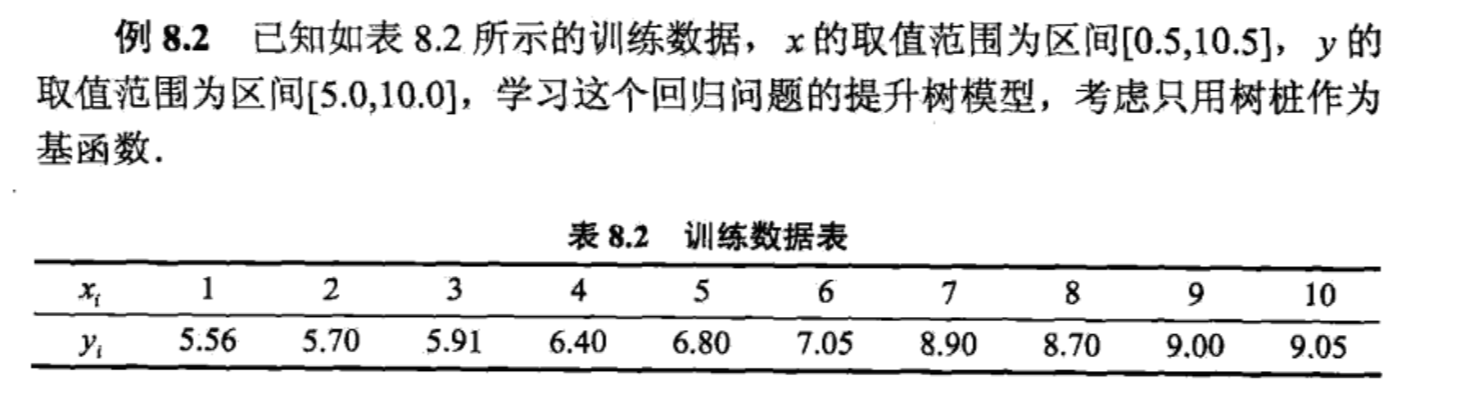 例 8.2 已知如表 8.2 所示的训练数据，x 的取值范围为区间[0.5,10.5]，y 的
取值范围为区间[5.0,10.0]，学习这个回归问题的提升树模型，考虑只用树桩作为
基函数．
表 8.2 训练数据表
x_i 1 2 3 4 5 6 7 8 9 10
y_i 5.56 5.70 5.91 6.40 6.80 7.05 8.90 8.70 9.00 9.05